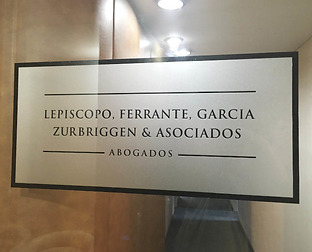 LEPISCOPO, FERRANTE, GARCIA
ZURBRIGGEN & ASOCIADOS
ABOGADOS